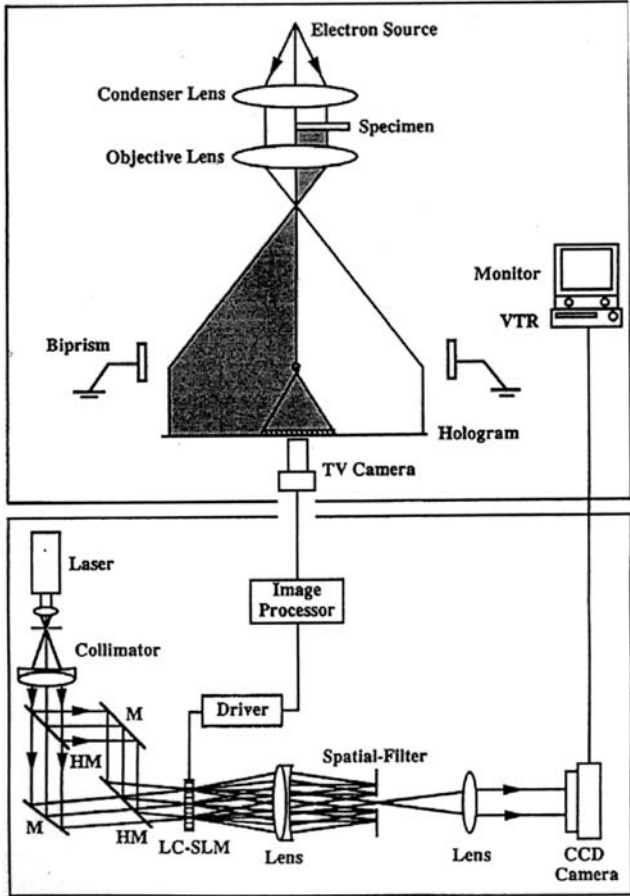 Electron Source
Condenser Lens
Specimen
Objective Lens
Monitor
VTR
Biprism
Hologram
TV Camera
Laser
Image
Processor
Collimator
M
Driver
HM
Spatial-Filter
M
HM
LC-SLM
Lens
Lens
CCD
Camera